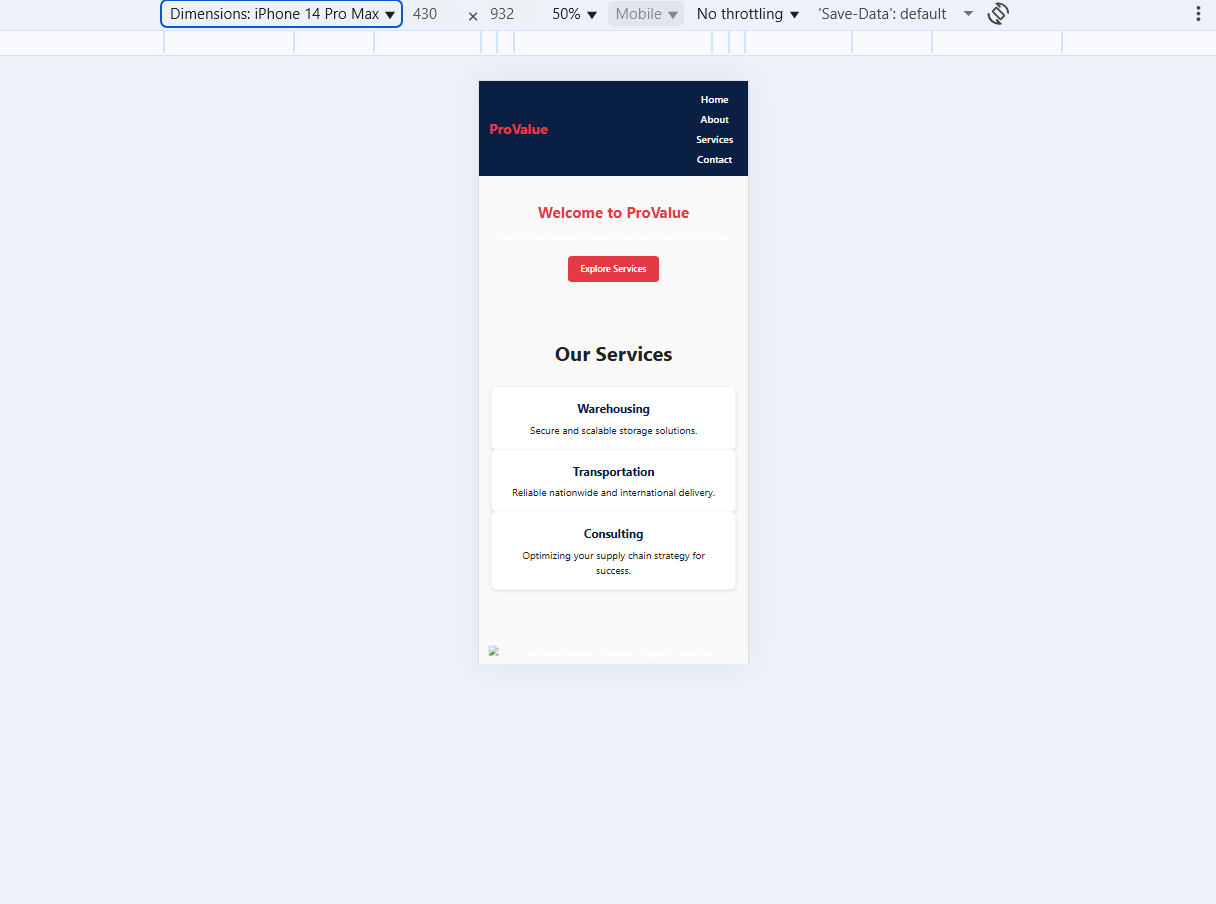 Dimensions: iPhone 14 Pro Max 430 × 932 50% Mobile No throttling 'Save-Data': default
ProValue
Home
About
Services
Contact
Welcome to ProValue
Explore Services
Our Services
Warehousing
Secure and scalable storage solutions.
Transportation
Reliable nationwide and international delivery.
Consulting
Optimizing your supply chain strategy for
success.